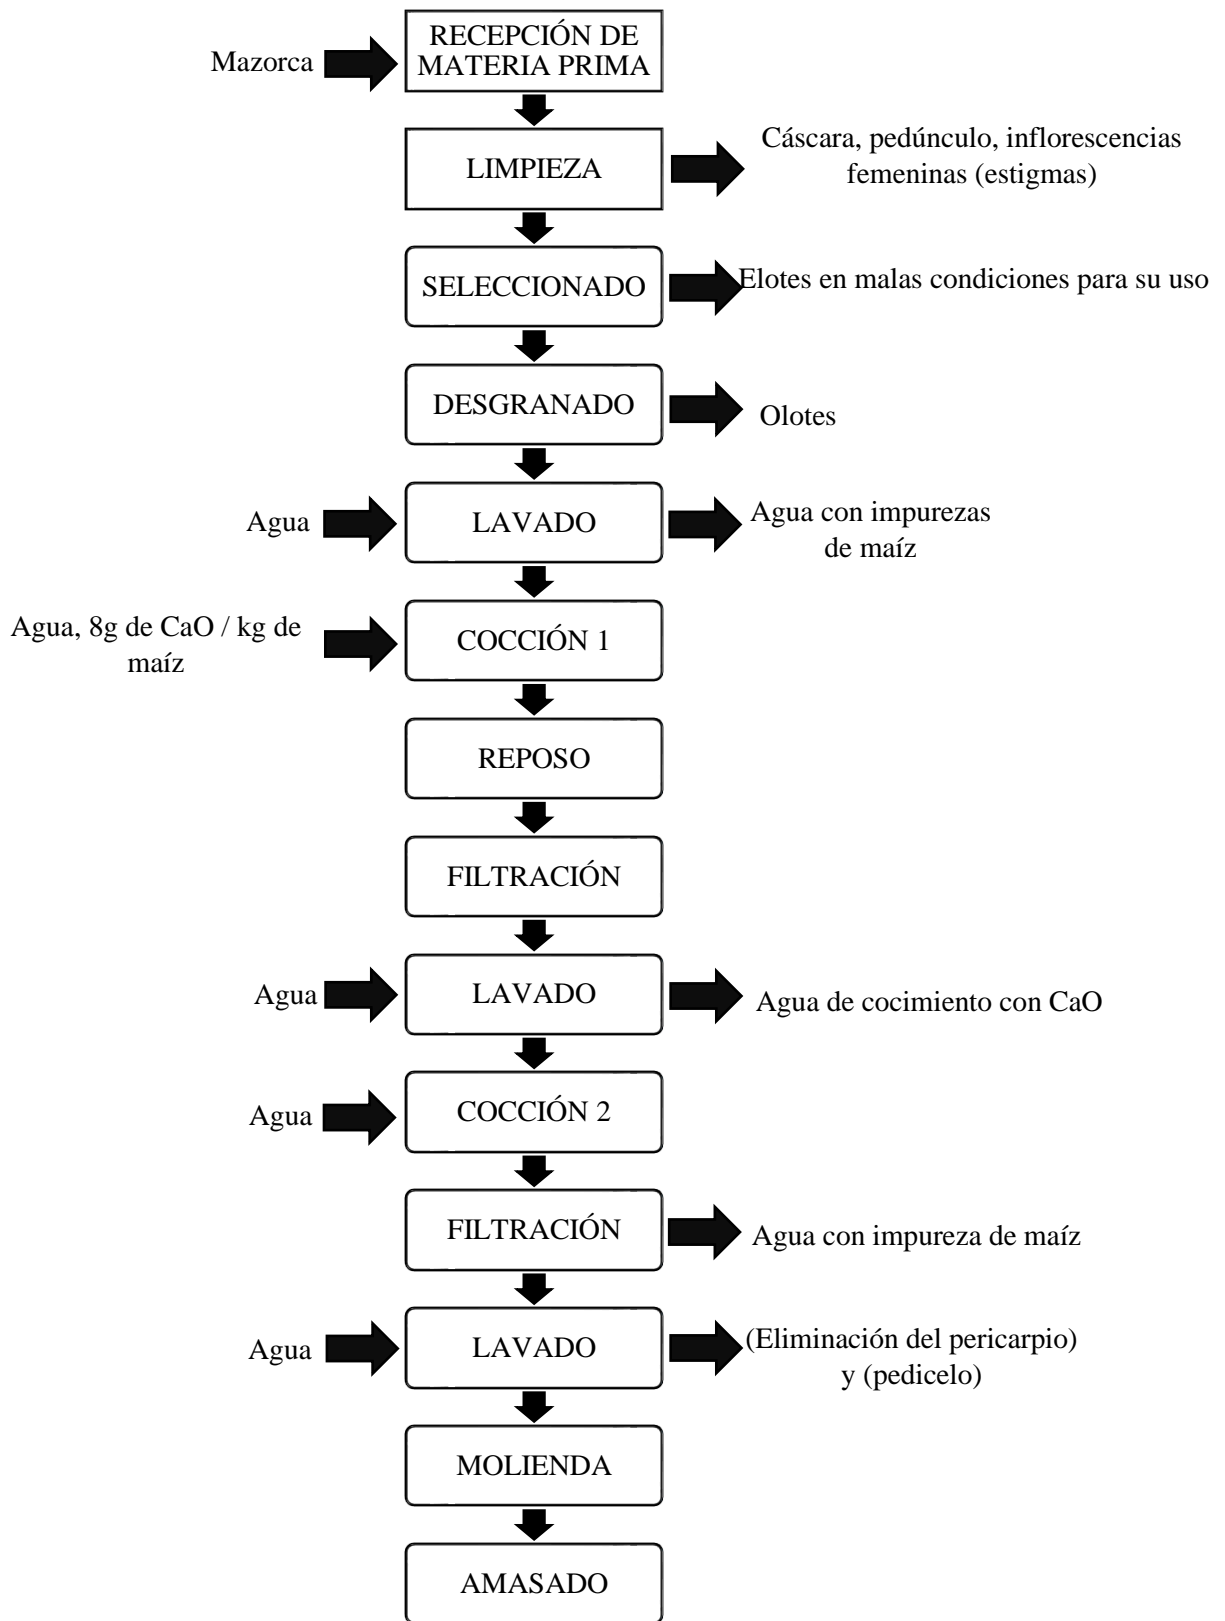 Mazorca
RECEPCIÓN DE
MATERIA PRIMA
LIMPIEZA
Cáscara, pedúnculo, inflorescencias
femeninas (estigmas)
SELECCIONADO
Elotes en malas condiciones para su uso
DESGRANADO
Olotes
Agua
LAVADO
Agua con impurezas
de maíz
Agua, 8g de CaO / kg de
maíz
COCCIÓN 1
REPOSO
FILTRACIÓN
Agua
LAVADO
Agua de cocimiento con CaO
Agua
COCCIÓN 2
FILTRACIÓN
Agua con impureza de maíz
Agua
LAVADO
(Eliminación del pericarpio)
y (pedicelo)
MOLIENDA
AMASADO